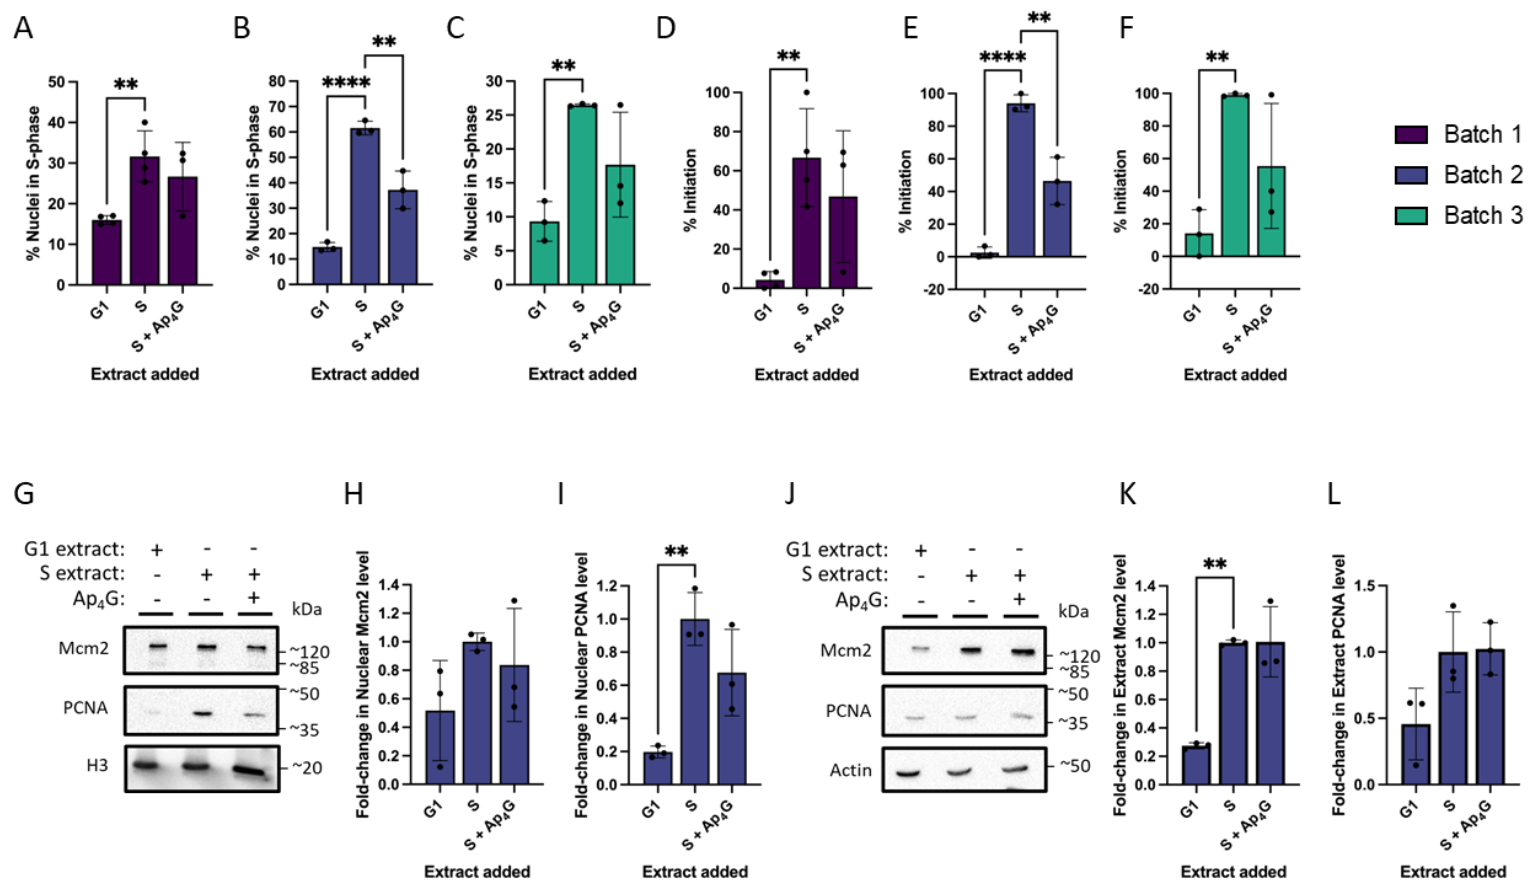 A
B
C
D
E
F
% Nuclei in S-phase
50
40
30
20
10
0
**
G1
S
S + Ap₄G
Extract added
% Nuclei in S-phase
80
70
60
50
40
30
20
10
0
****
**
G1
S
S + Ap₄G
Extract added
% Nuclei in S-phase
30
25
20
15
10
5
0
**
G1
S
S + Ap₄G
Extract added
% Initiation
100
80
60
40
20
0
**
G1
S
S + Ap₄G
Extract added
% Initiation
100
80
60
40
20
0
-20
****
**
G1
S
S + Ap₄G
Extract added
% Initiation
100
80
60
40
20
0
-20
**
G1
S
S + Ap₄G
Extract added
Batch 1
Batch 2
Batch 3
G
H
I
J
K
L
G1 extract: + - -
S extract: - + +
Ap₄G: - - +
kDa
Mcm2
~120
~85
PCNA
~50
~35
H3
~20
Fold-change in Nuclear Mcm2 level
1.4
1.2
1.0
0.8
0.6
0.4
0.2
0.0
G1
S
S + Ap₄G
Extract added
Fold-change in Nuclear PCNA level
1.2
1.0
0.8
0.6
0.4
0.2
0.0
**
G1
S
S + Ap₄G
Extract added
G1 extract: + - -
S extract: - + +
Ap₄G: - - +
kDa
Mcm2
~120
~85
PCNA
~50
~35
Actin
~50
Fold-change in Extract Mcm2 level
1.4
1.2
1.0
0.8
0.6
0.4
0.2
0.0
**
G1
S
S + Ap₄G
Extract added
Fold-change in Extract PCNA level
1.5
1.0
0.5
0.0
G1
S
S + Ap₄G
Extract added